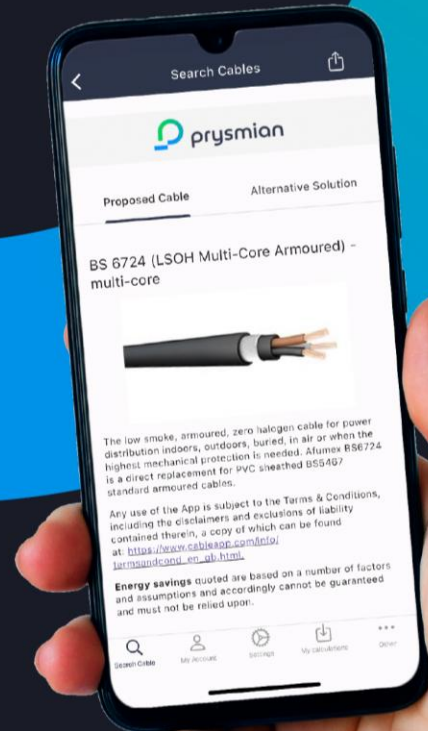 Search Cables
prysmian
Proposed Cable
Alternative Solution
BS 6724 (LSOH Multi-Core Armoured) -
multi-core
The low smoke, armoured, zero halogen cable for power
distribution indoors, outdoors, buried, in air or when the
highest mechanical protection is needed. Afumex BS6724
is a direct replacement for PVC sheathed BS5467
standard armoured cables.
Any use of the App is subject to the Terms & Conditions,
including the disclaimers and exclusions of liability
contained therein, a copy of which can be found
at: https://www.cableapp.com/info/
termsandcond_en_gb.html.
Energy savings quoted are based on a number of factors
and assumptions and accordingly cannot be guaranteed
and must not be relied upon.
Search Cable
My Account
Settings
My calculations
Other